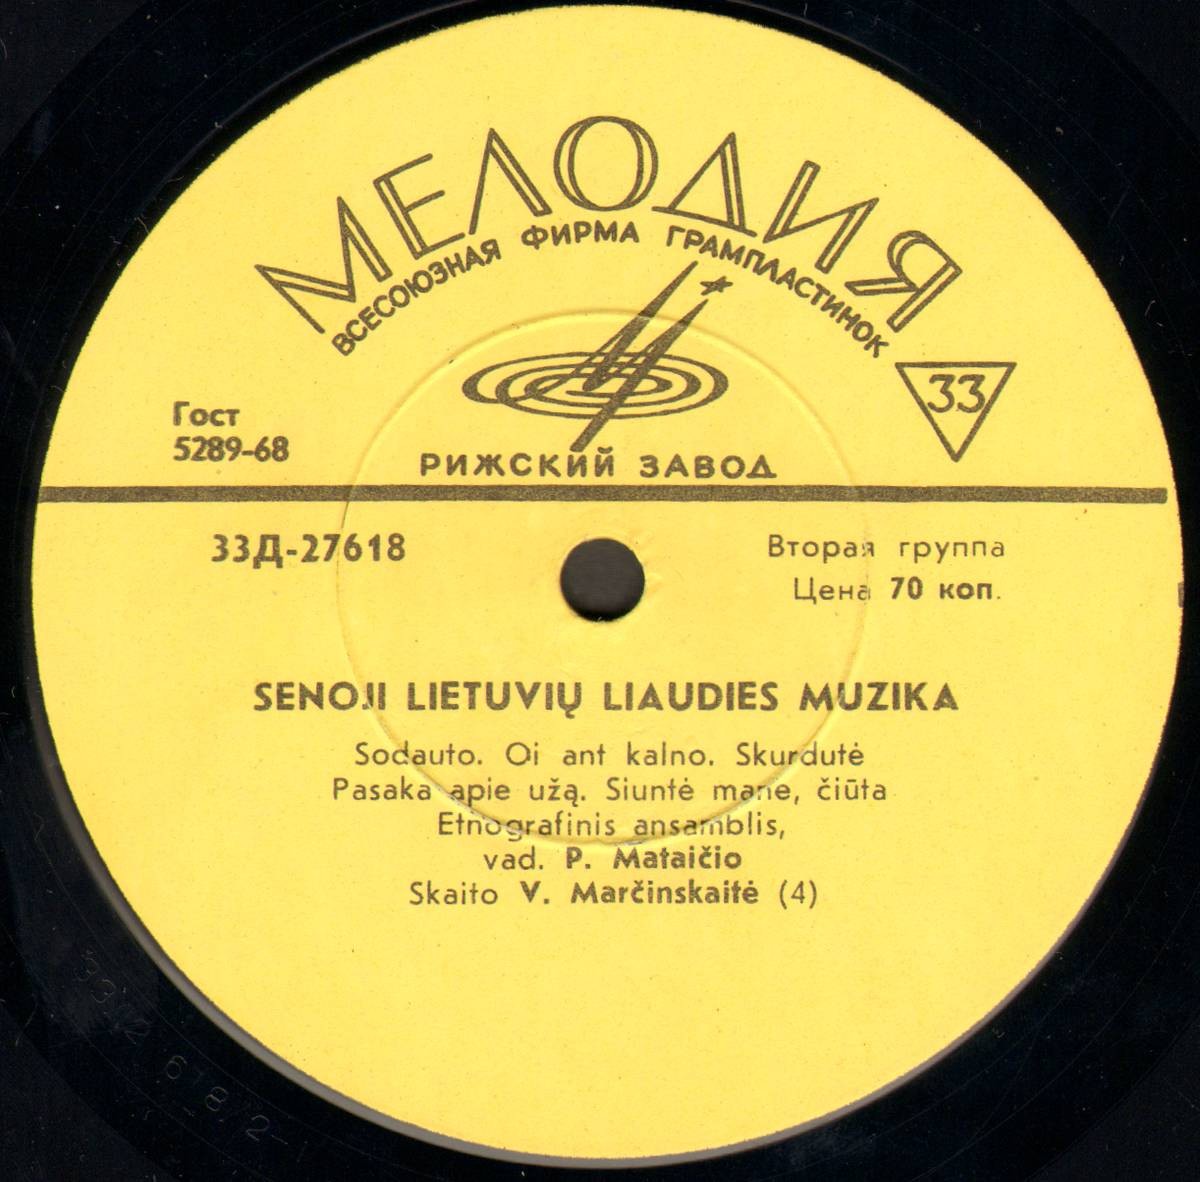 МЕЛОДИЯ
ВСЕСОЮЗНАЯ ФИРМА ГРАМПЛАСТИНОК
33
Гост
5289-68
РИЖСКИЙ ЗАВОД
33Д-27618
Вторая группа
Цена 70 коп.
SENOJI LIETUVIŲ LIAUDIES MUZIKA
Sodauto. Oi ant kalno. Skurdutė
Pasaka apie užą. Siuntė mane, čiūta
Etnografinis ansamblis,
vad. P. Mataičio
Skaito V. Marčinskaitė (4)